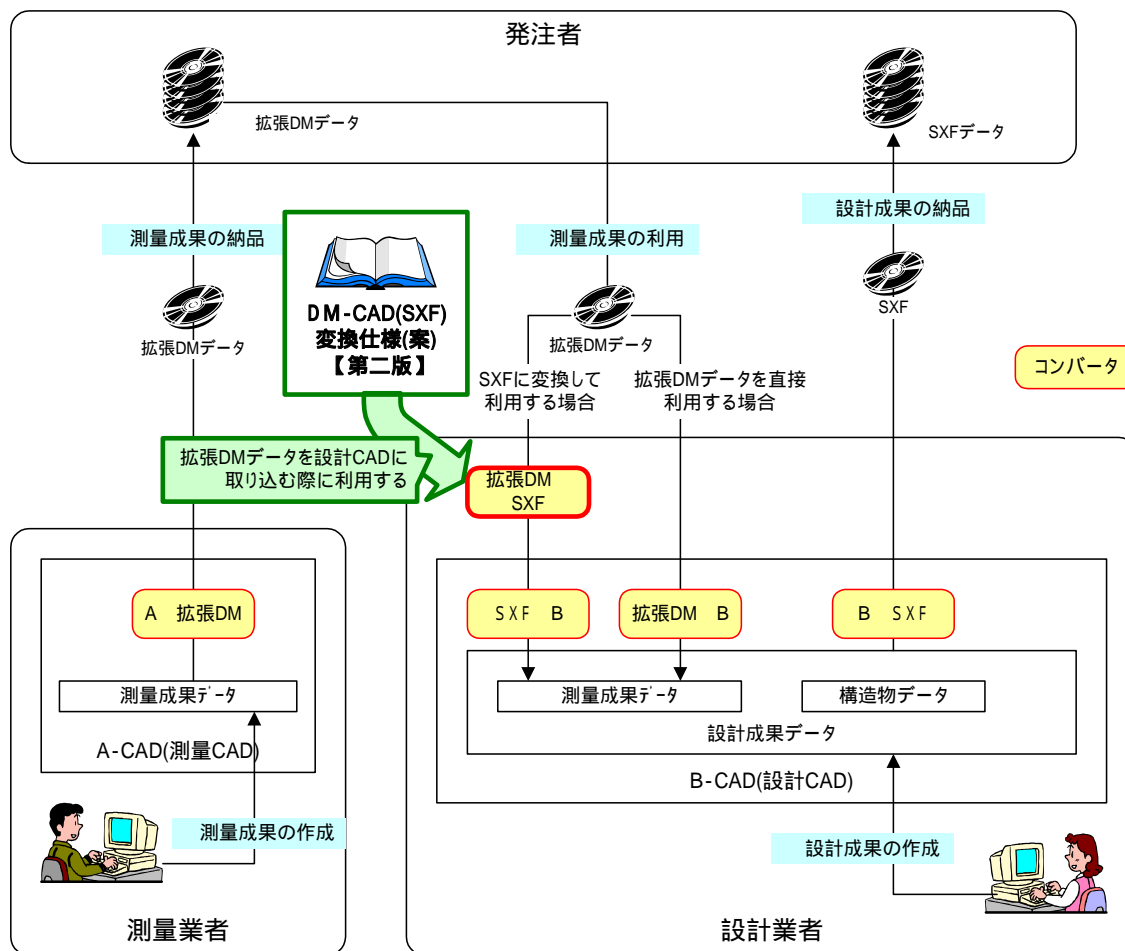 発注者
拡張DMデータ
SXFデータ
測量成果の納品
測量成果の利用
設計成果の納品
DM-CAD(SXF)
変換仕様(案)
【第二版】
拡張DMデータ
拡張DMデータ
SXF
SXFに変換して
利用する場合
拡張DMデータを直接
利用する場合
コンバータ
拡張DMデータを設計CADに
取り込む際に利用する
拡張DM
SXF
A 拡張DM
SXF B
拡張DM B
B SXF
測量成果データ
測量成果データ
構造物データ
設計成果データ
A-CAD(測量CAD)
B-CAD(設計CAD)
測量成果の作成
設計成果の作成
測量業者
設計業者